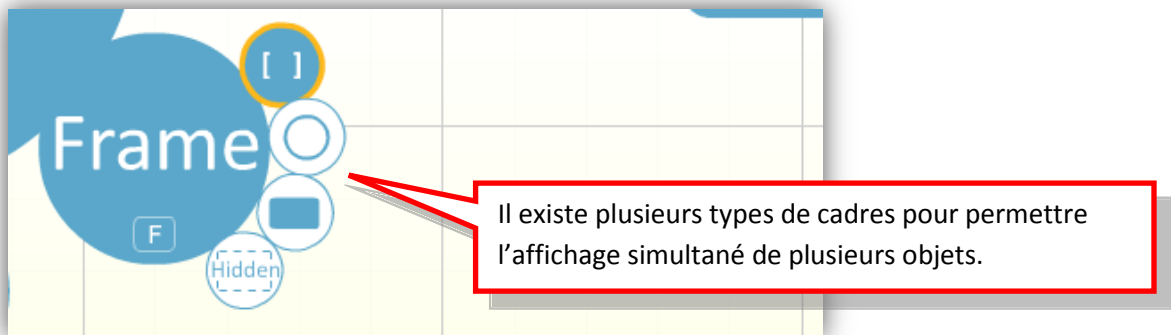 [ ]
Frame
F
Hidden
Il existe plusieurs types de cadres pour permettre
l’affichage simultané de plusieurs objets.